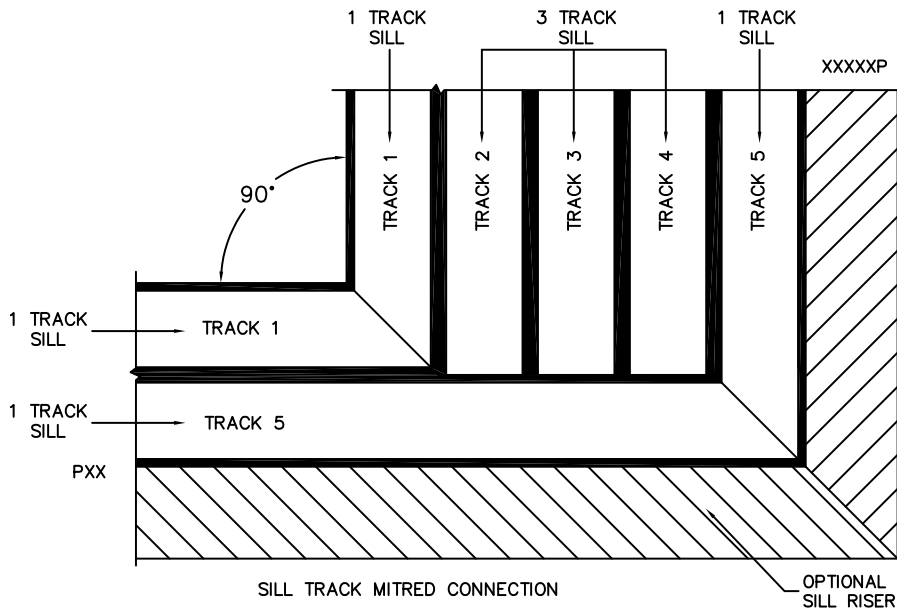 1 TRACK
SILL
3 TRACK
SILL
1 TRACK
SILL
XXXXXP
TRACK 1
TRACK 2
TRACK 3
TRACK 4
TRACK 5
90°
1 TRACK
SILL
TRACK 1
1 TRACK
SILL
TRACK 5
PXX
SILL TRACK MITRED CONNECTION
OPTIONAL
SILL RISER